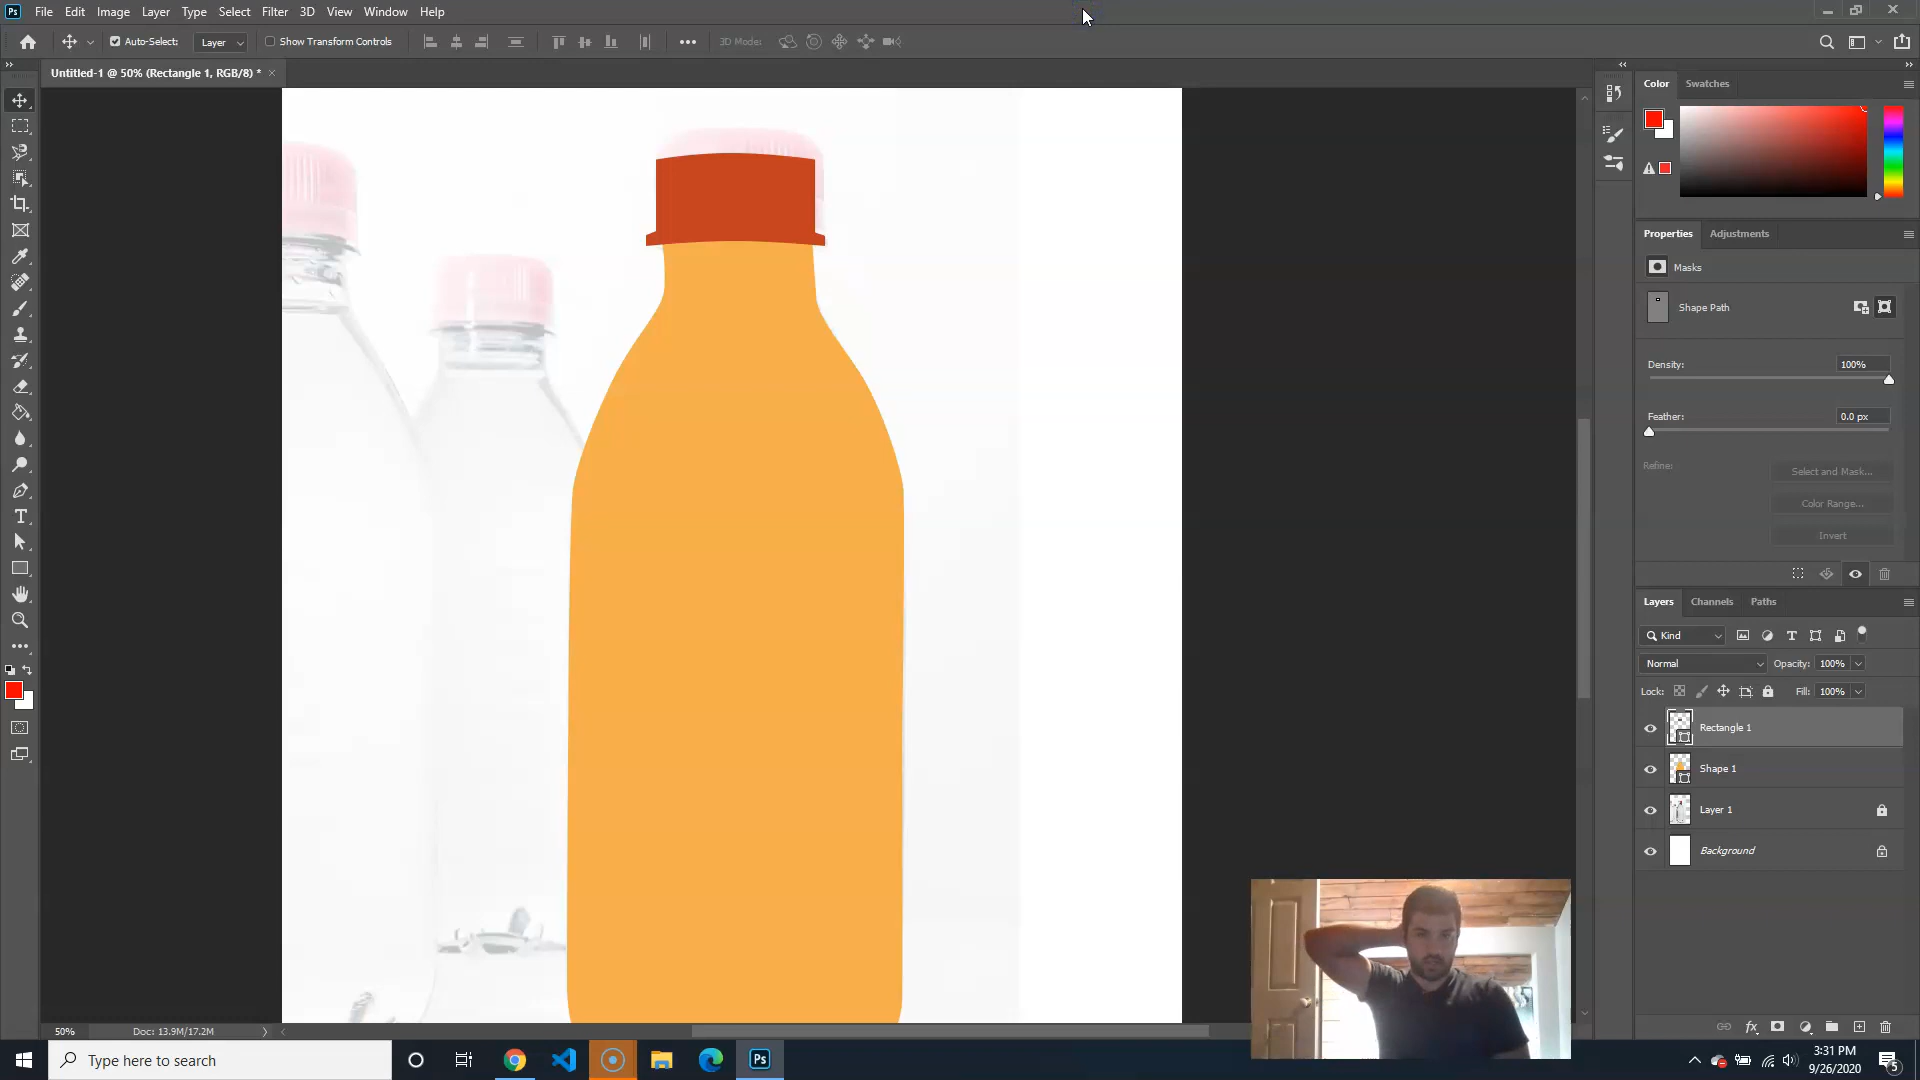 Ps File Edit Image Layer Type Select Filter 3D View Window Help
Auto-Select: Layer Show Transform Controls 3D Mode:
Untitled-1 @ 50% (Rectangle 1, RGB/8) *
Color Swatches
Properties Adjustments
Masks
Shape Path
Density: 100%
Feather: 0.0 px
Refine: Select and Mask...
Color Range...
Invert
Layers Channels Paths
Kind
Normal Opacity: 100%
Lock: Fill: 100%
Rectangle 1
Shape 1
Layer 1
Background
50% Doc: 13.9M/17.2M
Type here to search
Ps
3:31 PM
9/26/2020
5